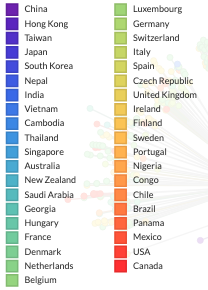 China
Hong Kong
Taiwan
Japan
South Korea
Nepal
India
Vietnam
Cambodia
Thailand
Singapore
Australia
New Zealand
Saudi Arabia
Georgia
Hungary
France
Denmark
Netherlands
Belgium
Luxembourg
Germany
Switzerland
Italy
Spain
Czech Republic
United Kingdom
Ireland
Finland
Sweden
Portugal
Nigeria
Congo
Chile
Brazil
Panama
Mexico
USA
Canada